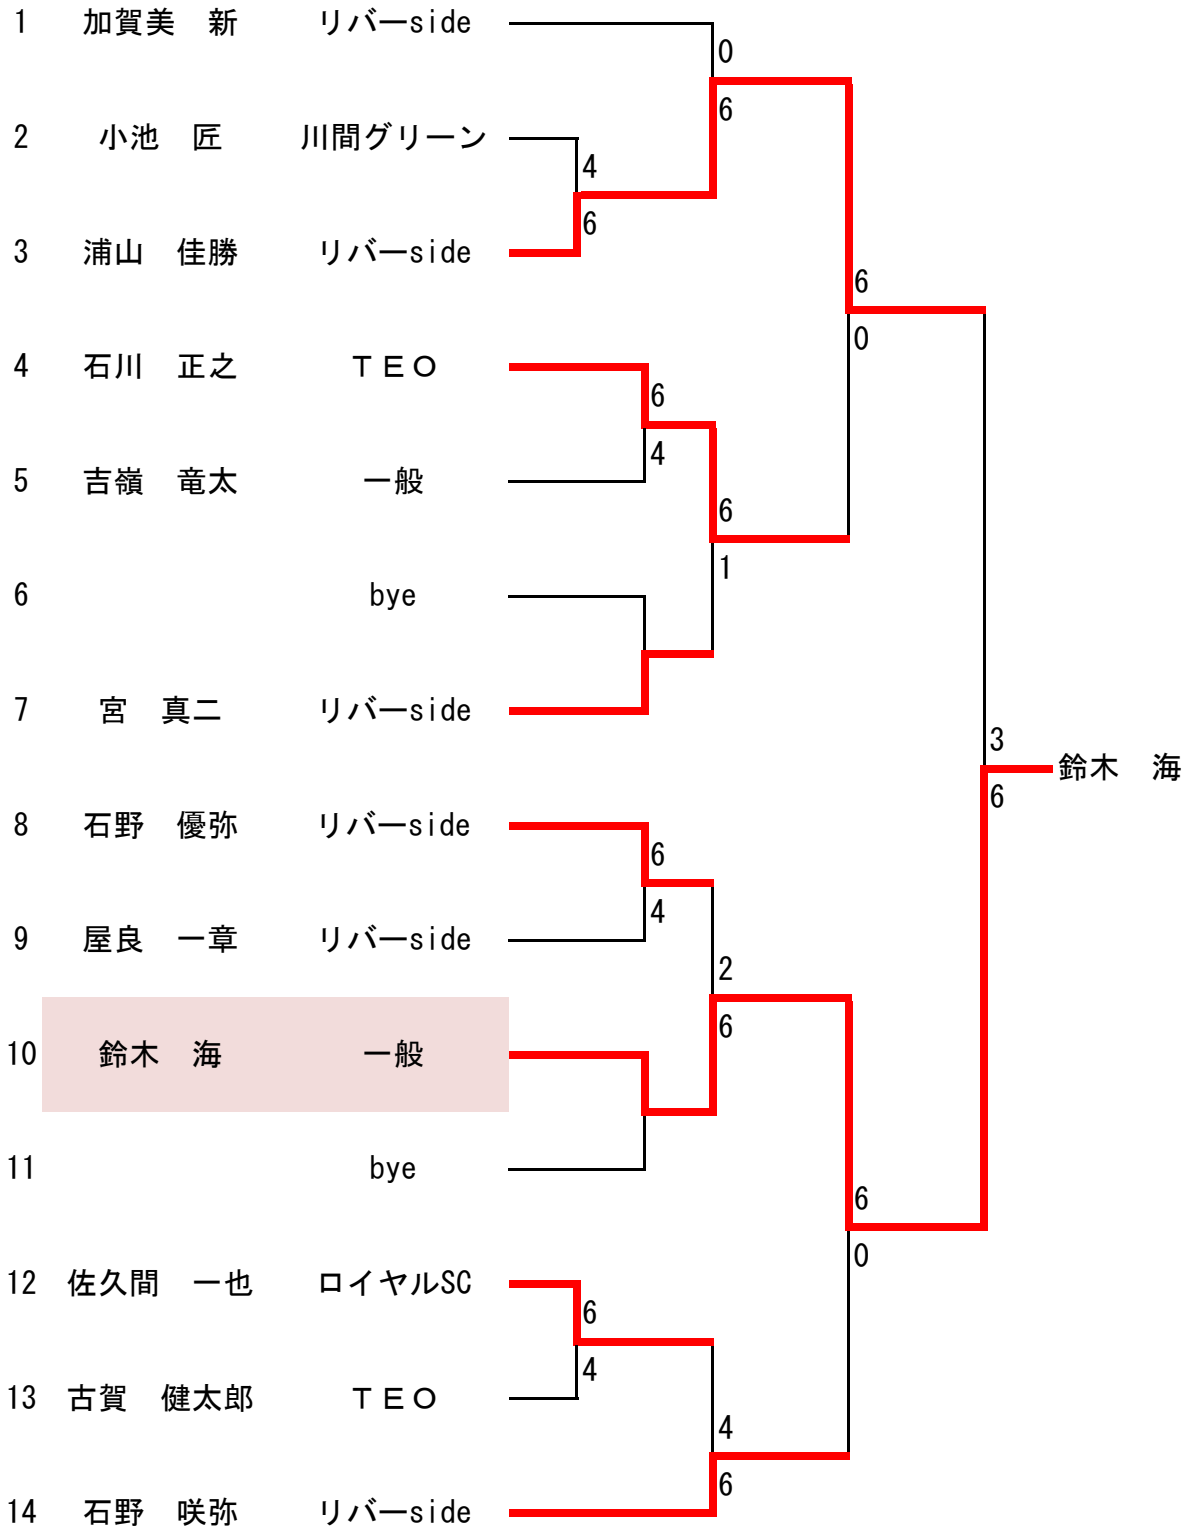 1 加賀美　新 リバーside
0
6
2 小池　匠 川間グリーン
4
6
3 浦山　佳勝 リバーside
6
0
4 石川　正之 ＴＥＯ
6
4
5 吉嶺　竜太 一般
6
1
6 bye
7 宮　真二 リバーside
3
鈴木　海
6
8 石野　優弥 リバーside
6
4
9 屋良　一章 リバーside
2
6
10 鈴木　海 一般
11 bye
6
0
12 佐久間　一也 ロイヤルSC
6
4
13 古賀　健太郎 ＴＥＯ
4
6
14 石野　咲弥 リバーside